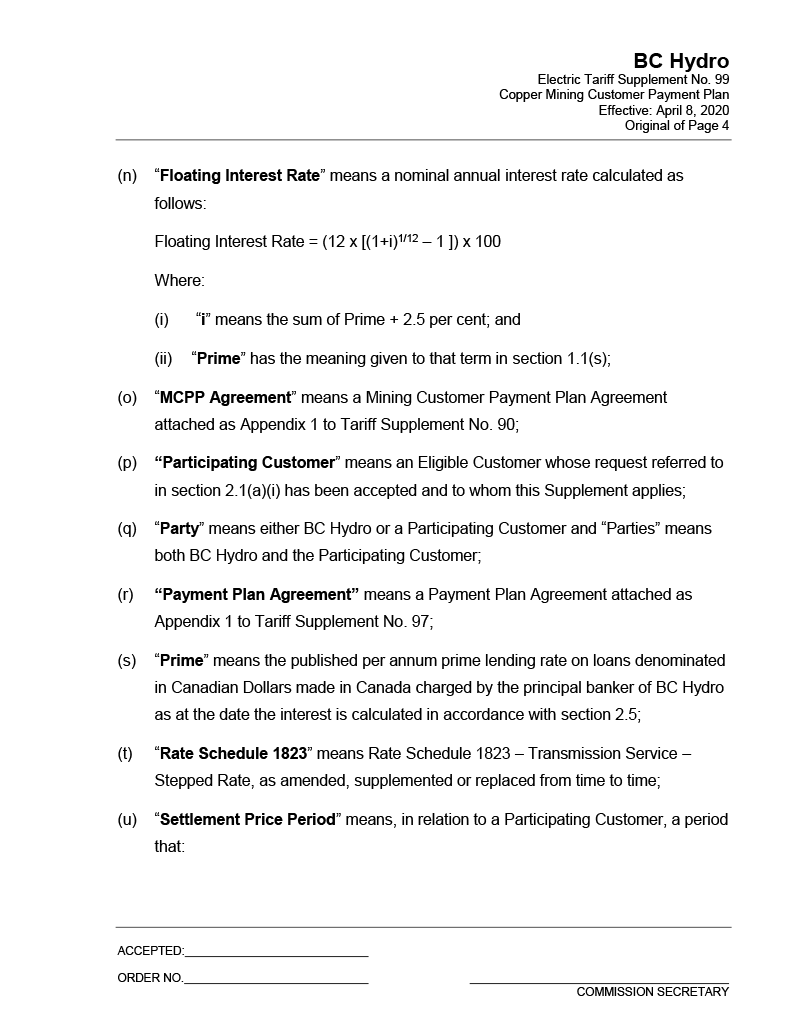 BC Hydro
Electric Tariff Supplement No. 99
Copper Mining Customer Payment Plan
Effective: April 8, 2020
Original of Page 4
(n) “Floating Interest Rate” means a nominal annual interest rate calculated as
follows:
Floating Interest Rate = (12 x [(1+i)1/12 – 1 ]) x 100
Where:
(i) “i” means the sum of Prime + 2.5 per cent; and
(ii) “Prime” has the meaning given to that term in section 1.1(s);
(o) “MCPP Agreement” means a Mining Customer Payment Plan Agreement
attached as Appendix 1 to Tariff Supplement No. 90;
(p) “Participating Customer” means an Eligible Customer whose request referred to
in section 2.1(a)(i) has been accepted and to whom this Supplement applies;
(q) “Party” means either BC Hydro or a Participating Customer and “Parties” means
both BC Hydro and the Participating Customer;
(r) “Payment Plan Agreement” means a Payment Plan Agreement attached as
Appendix 1 to Tariff Supplement No. 97;
(s) “Prime” means the published per annum prime lending rate on loans denominated
in Canadian Dollars made in Canada charged by the principal banker of BC Hydro
as at the date the interest is calculated in accordance with section 2.5;
(t) “Rate Schedule 1823” means Rate Schedule 1823 – Transmission Service –
Stepped Rate, as amended, supplemented or replaced from time to time;
(u) “Settlement Price Period” means, in relation to a Participating Customer, a period
that:
ACCEPTED:
ORDER NO.
COMMISSION SECRETARY